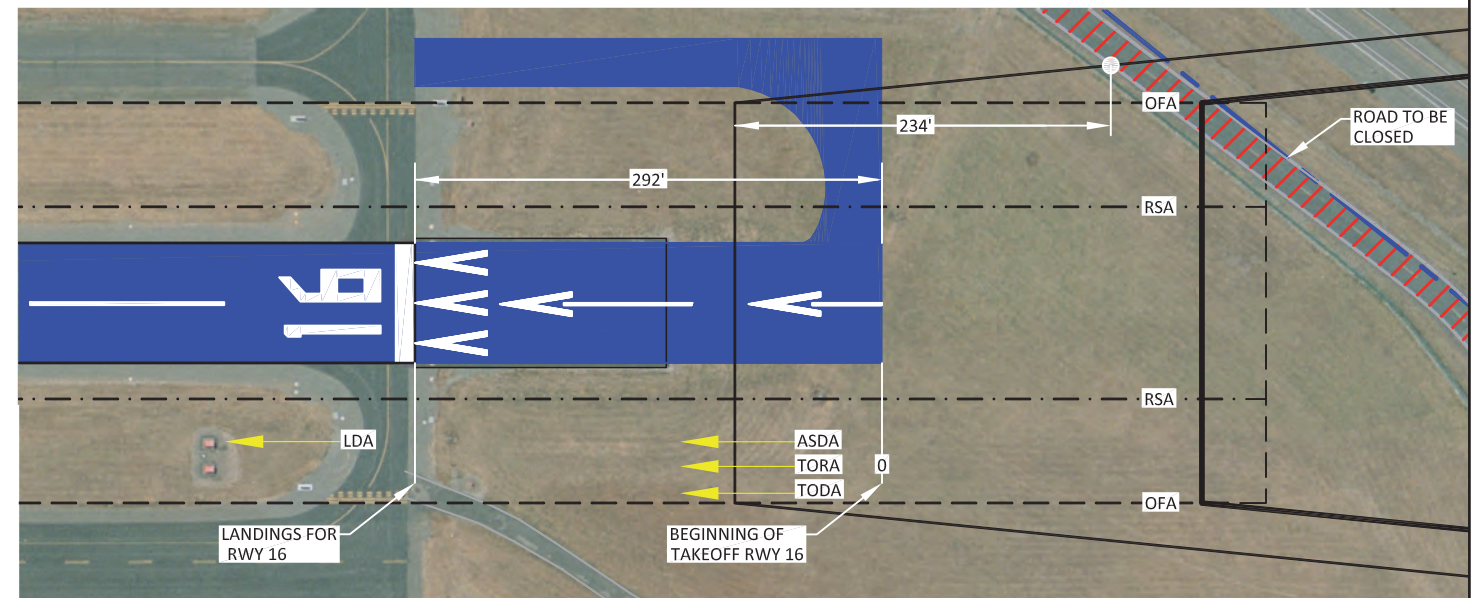 OFA
234'
ROAD TO BE
CLOSED
292'
RSA
16
RSA
LDA
ASDA
TORA
0
TODA
OFA
LANDINGS FOR
RWY 16
BEGINNING OF
TAKEOFF RWY 16